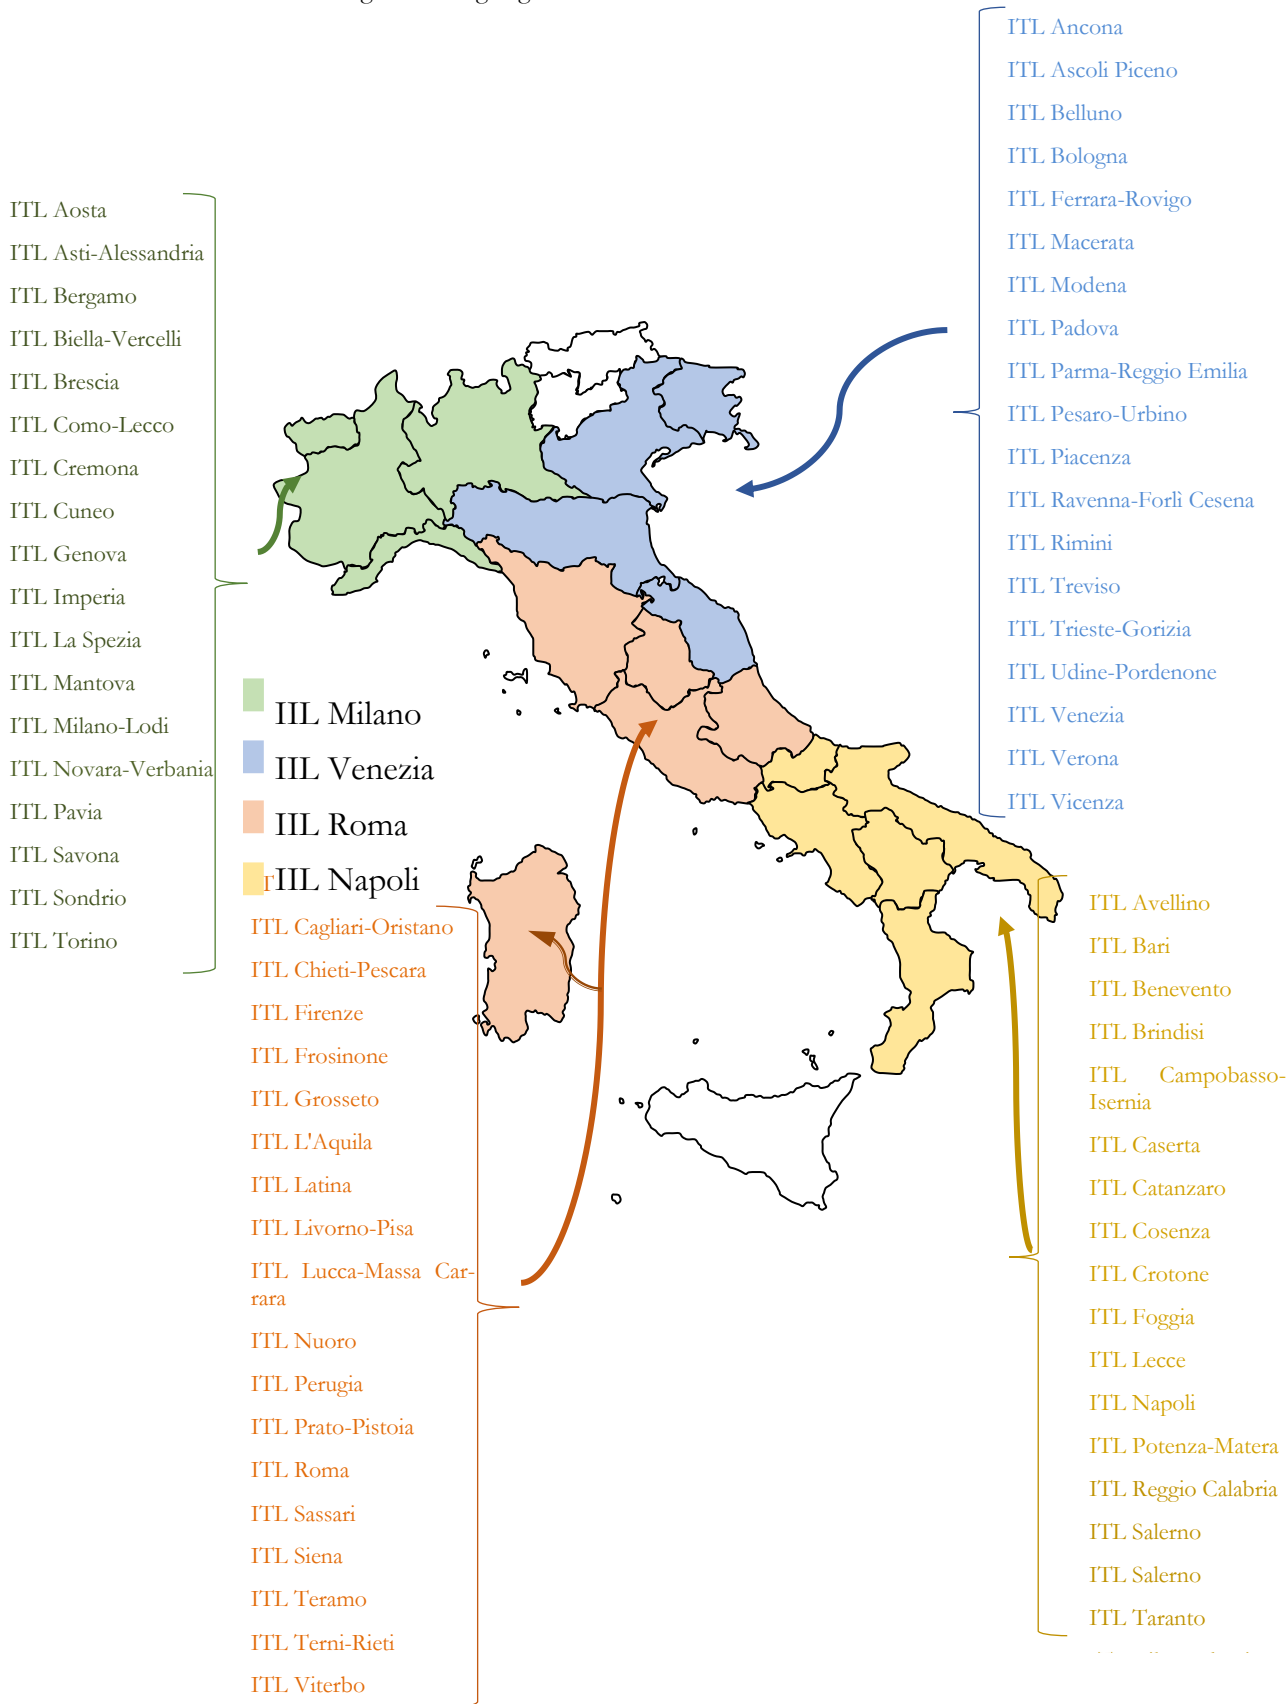 ITL Ancona
ITL Ascoli Piceno
ITL Belluno
ITL Bologna
ITL Ferrara-Rovigo
ITL Macerata
ITL Modena
ITL Padova
ITL Parma-Reggio Emilia
ITL Pesaro-Urbino
ITL Piacenza
ITL Ravenna-Forlì Cesena
ITL Rimini
ITL Treviso
ITL Trieste-Gorizia
ITL Udine-Pordenone
ITL Venezia
ITL Verona
ITL Vicenza
ITL Aosta
ITL Asti-Alessandria
ITL Bergamo
ITL Biella-Vercelli
ITL Brescia
ITL Como-Lecco
ITL Cremona
ITL Cuneo
ITL Genova
ITL Imperia
ITL La Spezia
ITL Mantova
ITL Milano-Lodi
ITL Novara-Verbania
ITL Pavia
ITL Savona
ITL Sondrio
ITL Torino
IIL Milano
IIL Venezia
IIL Roma
IIL Napoli
ITL Cagliari-Oristano
ITL Chieti-Pescara
ITL Firenze
ITL Frosinone
ITL Grosseto
ITL L'Aquila
ITL Latina
ITL Livorno-Pisa
ITL Lucca-Massa Car-
rara
ITL Nuoro
ITL Perugia
ITL Prato-Pistoia
ITL Roma
ITL Sassari
ITL Siena
ITL Teramo
ITL Terni-Rieti
ITL Viterbo
ITL Avellino
ITL Bari
ITL Benevento
ITL Brindisi
ITL Campobasso-
Isernia
ITL Caserta
ITL Catanzaro
ITL Cosenza
ITL Crotone
ITL Foggia
ITL Lecce
ITL Napoli
ITL Potenza-Matera
ITL Reggio Calabria
ITL Salerno
ITL Salerno
ITL Taranto